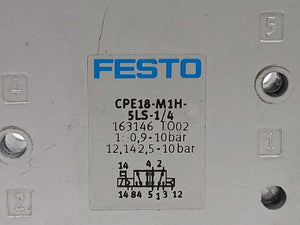 5
FESTO
CPE18-M1H-
5LS-1/4
4
163146 TO02
1: 0,9-10bar
12,142,5-10bar
14 4 2
2
14 84 5 1 3 12
1